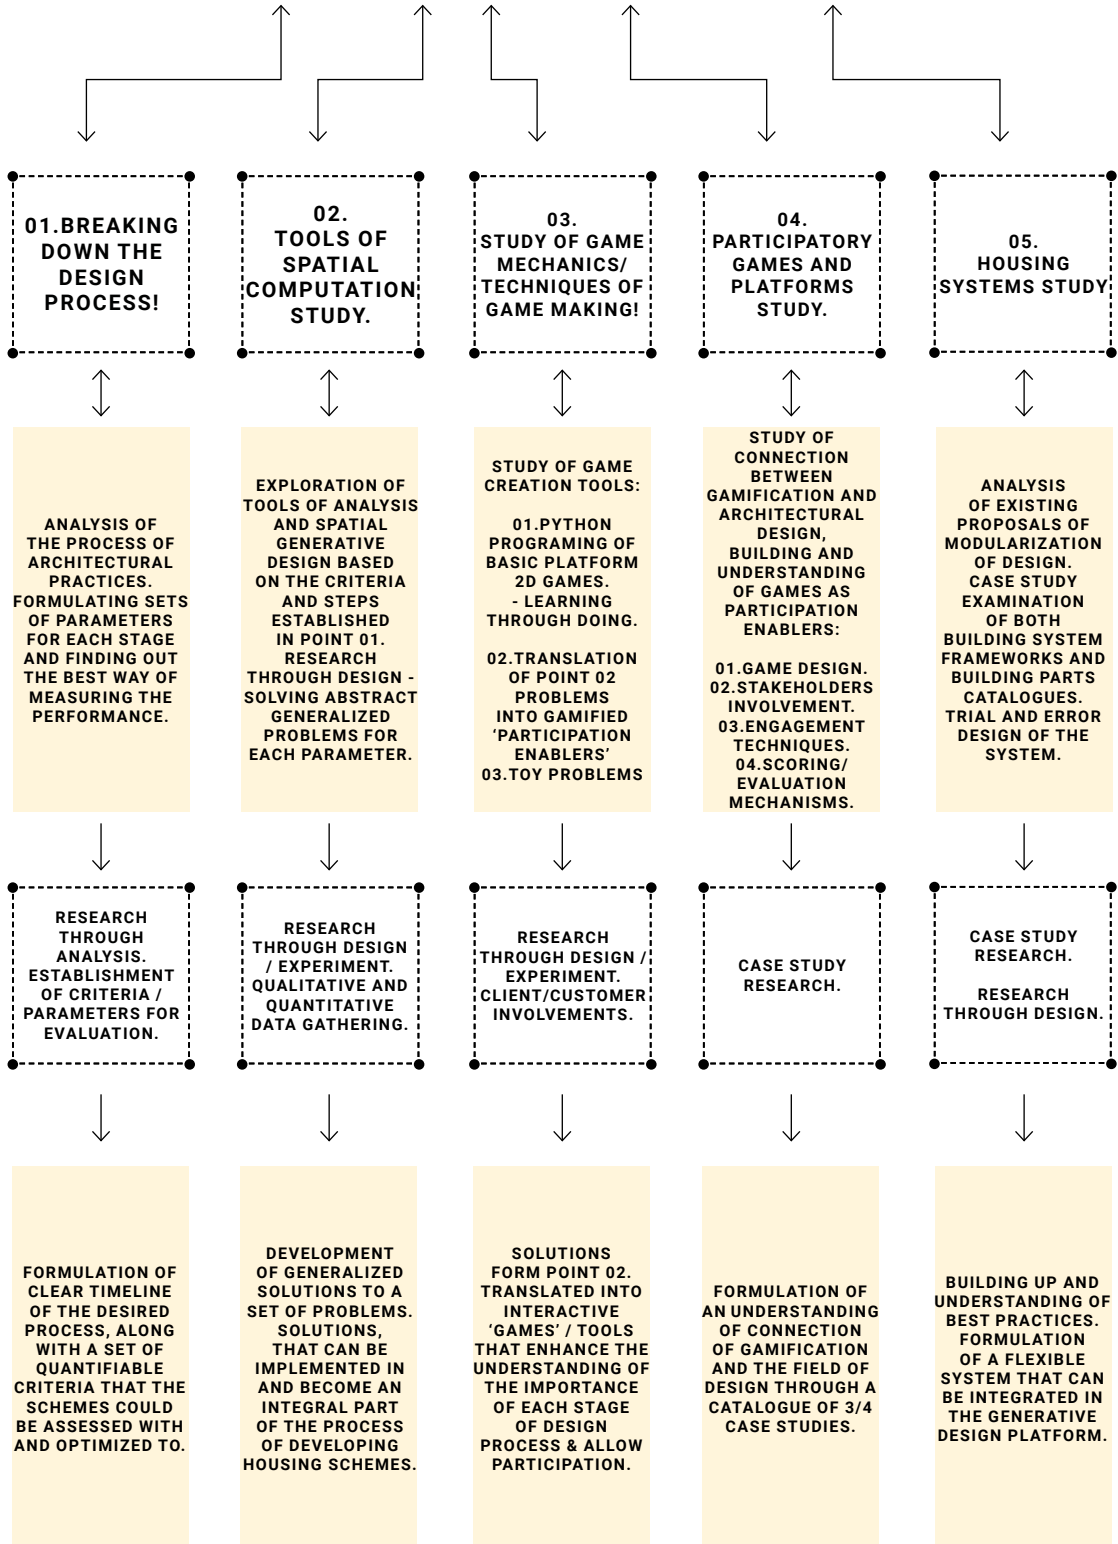 01.BREAKING
DOWN THE
DESIGN
PROCESS!
02.
TOOLS OF
SPATIAL
COMPUTATION
STUDY.
03.
STUDY OF GAME
MECHANICS/
TECHNIQUES OF
GAME MAKING!
04.
PARTICIPATORY
GAMES AND
PLATFORMS
STUDY.
05.
HOUSING
SYSTEMS STUDY
ANALYSIS OF
THE PROCESS OF
ARCHITECTURAL
PRACTICES.
FORMULATING SETS
OF PARAMETERS
FOR EACH STAGE
AND FINDING OUT
THE BEST WAY OF
MEASURING THE
PERFORMANCE.
EXPLORATION OF
TOOLS OF ANALYSIS
AND SPATIAL
GENERATIVE
DESIGN BASED
ON THE CRITERIA
AND STEPS
ESTABLISHED
IN POINT 01.
RESEARCH
THROUGH DESIGN -
SOLVING ABSTRACT
GENERALIZED
PROBLEMS FOR
EACH PARAMETER.
STUDY OF GAME
CREATION TOOLS:
01.PYTHON
PROGRAMING OF
BASIC PLATFORM
2D GAMES.
- LEARNING
THROUGH DOING.
02.TRANSLATION
OF POINT 02
PROBLEMS
INTO GAMIFIED
‘PARTICIPATION
ENABLERS’
03.TOY PROBLEMS
STUDY OF
CONNECTION
BETWEEN
GAMIFICATION AND
ARCHITECTURAL
DESIGN,
BUILDING AND
UNDERSTANDING
OF GAMES AS
PARTICIPATION
ENABLERS:
01.GAME DESIGN.
02.STAKEHOLDERS
INVOLVEMENT.
03.ENGAGEMENT
TECHNIQUES.
04.SCORING/
EVALUATION
MECHANISMS.
ANALYSIS
OF EXISTING
PROPOSALS OF
MODULARIZATION
OF DESIGN.
CASE STUDY
EXAMINATION
OF BOTH
BUILDING SYSTEM
FRAMEWORKS AND
BUILDING PARTS
CATALOGUES.
TRIAL AND ERROR
DESIGN OF THE
SYSTEM.
RESEARCH
THROUGH
ANALYSIS.
ESTABLISHMENT
OF CRITERIA /
PARAMETERS FOR
EVALUATION.
RESEARCH
THROUGH DESIGN
/ EXPERIMENT.
QUALITATIVE AND
QUANTITATIVE
DATA GATHERING.
RESEARCH
THROUGH DESIGN /
EXPERIMENT.
CLIENT/CUSTOMER
INVOLVEMENTS.
CASE STUDY
RESEARCH.
CASE STUDY
RESEARCH.
RESEARCH
THROUGH DESIGN.
FORMULATION OF
CLEAR TIMELINE
OF THE DESIRED
PROCESS, ALONG
WITH A SET OF
QUANTIFIABLE
CRITERIA THAT THE
SCHEMES COULD
BE ASSESSED WITH
AND OPTIMIZED TO.
DEVELOPMENT
OF GENERALIZED
SOLUTIONS TO A
SET OF PROBLEMS.
SOLUTIONS,
THAT CAN BE
IMPLEMENTED IN
AND BECOME AN
INTEGRAL PART
OF THE PROCESS
OF DEVELOPING
HOUSING SCHEMES.
SOLUTIONS
FORM POINT 02.
TRANSLATED INTO
INTERACTIVE
‘GAMES’ / TOOLS
THAT ENHANCE THE
UNDERSTANDING OF
THE IMPORTANCE
OF EACH STAGE
OF DESIGN
PROCESS & ALLOW
PARTICIPATION.
FORMULATION OF
AN UNDERSTANDING
OF CONNECTION
OF GAMIFICATION
AND THE FIELD OF
DESIGN THROUGH A
CATALOGUE OF 3/4
CASE STUDIES.
BUILDING UP AND
UNDERSTANDING OF
BEST PRACTICES.
FORMULATION
OF A FLEXIBLE
SYSTEM THAT CAN
BE INTEGRATED IN
THE GENERATIVE
DESIGN PLATFORM.